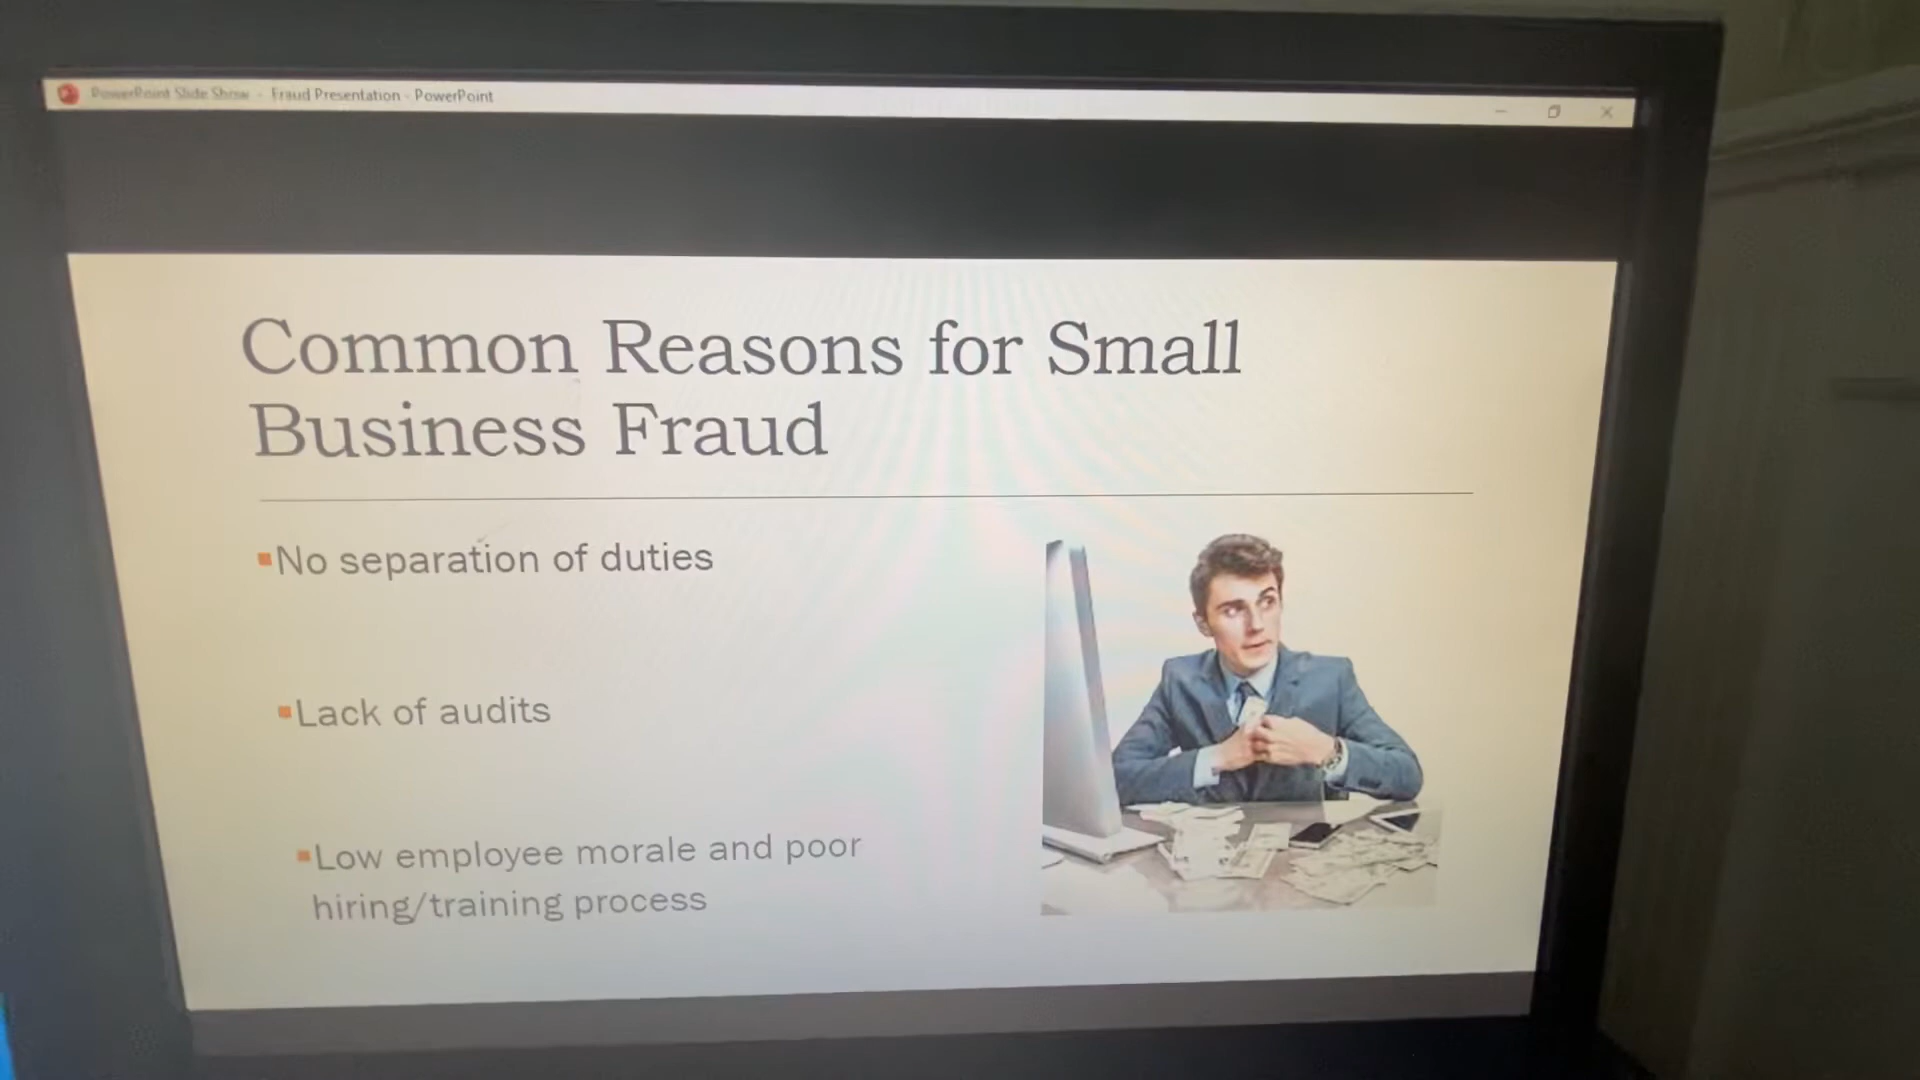 PowerPoint Slide Show - Fraud Presentation - PowerPoint
Common Reasons for Small
Business Fraud
No separation of duties
Lack of audits
Low employee morale and poor
hiring/training process